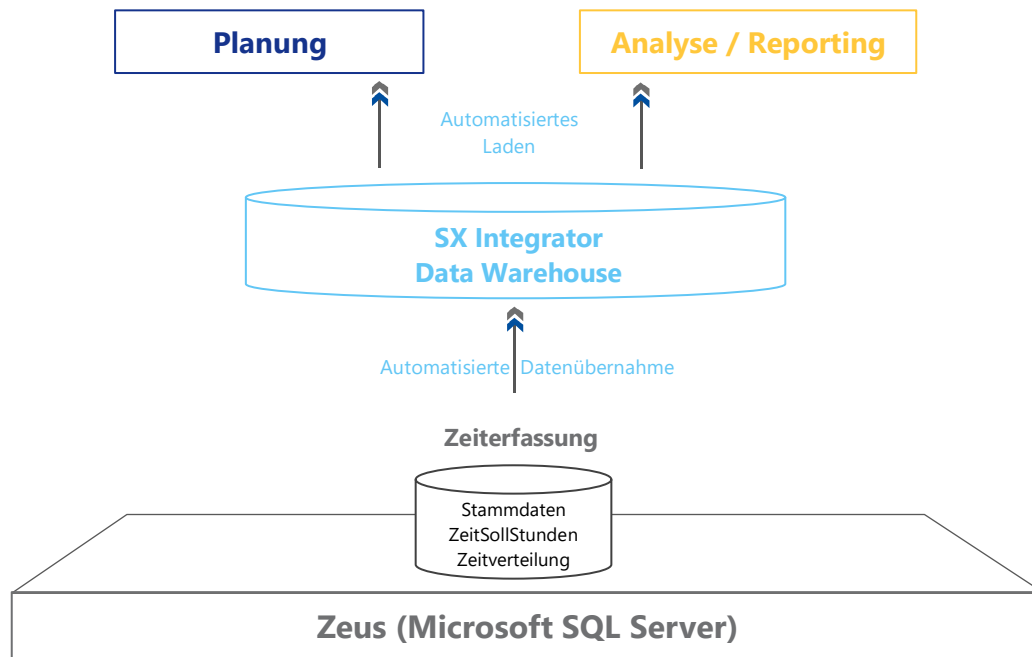 Planung
Analyse / Reporting
Automatisiertes
Laden
SX Integrator
Data Warehouse
Automatisierte Datenübernahme
Zeiterfassung
Stammdaten
ZeitSollStunden
Zeitverteilung
Zeus (Microsoft SQL Server)